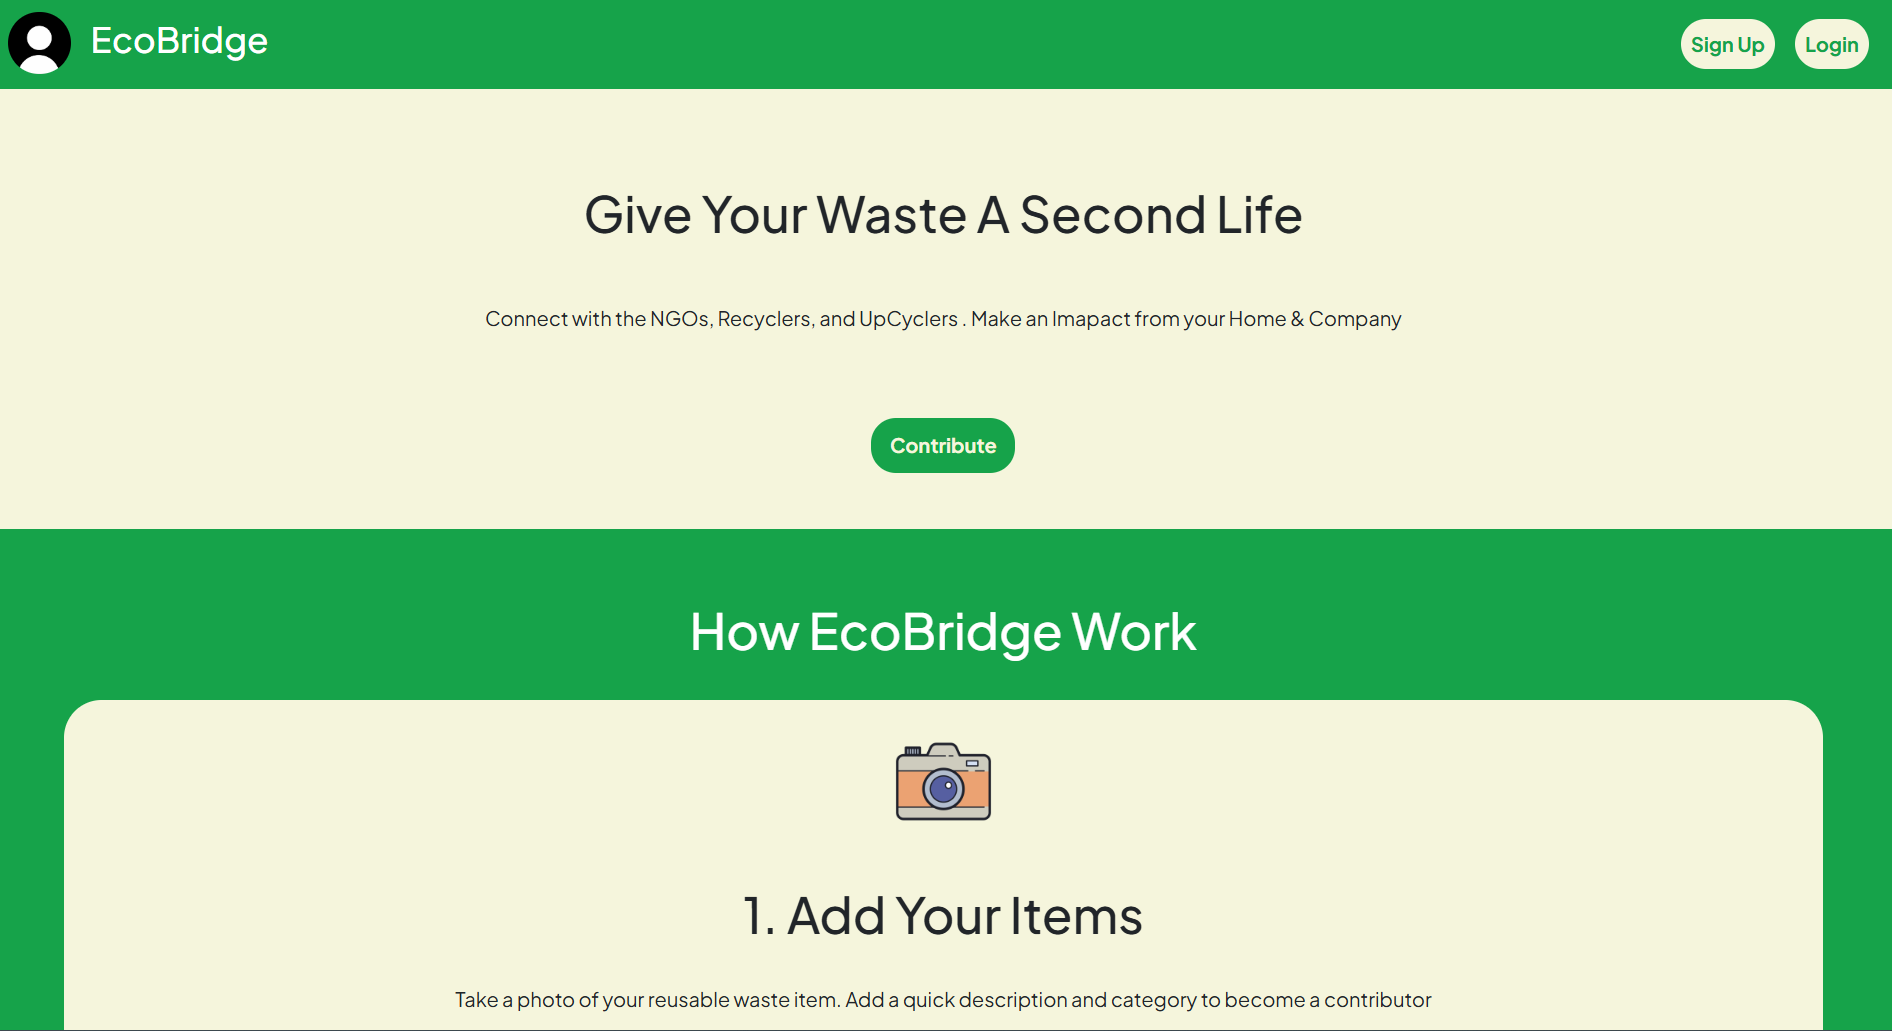 EcoBridge
Sign Up
Login
Give Your Waste A Second Life
Connect with the NGOs, Recyclers, and UpCyclers . Make an Imapact from your Home & Company
Contribute
How EcoBridge Work
1. Add Your Items
Take a photo of your reusable waste item. Add a quick description and category to become a contributor